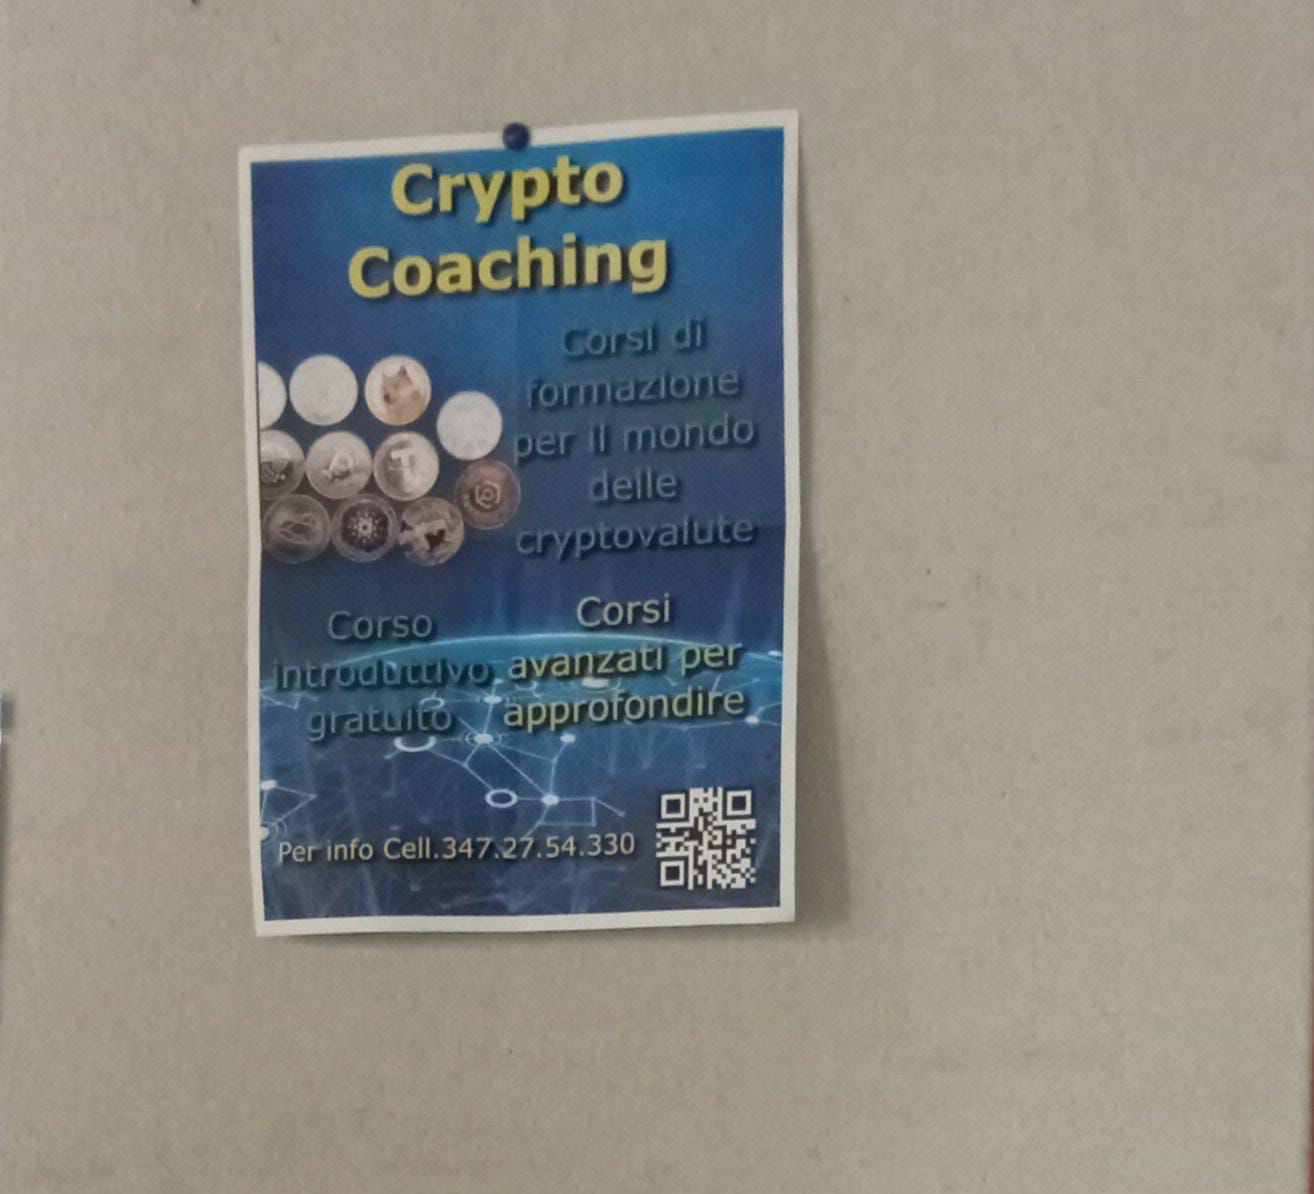 Crypto
Coaching
Corsi di
formazione
per il mondo
delle
cryptovalute
Corso
introduttivo
gratuito
Corsi
avanzati per
approfondire
Per info Cell.347.27.54.330